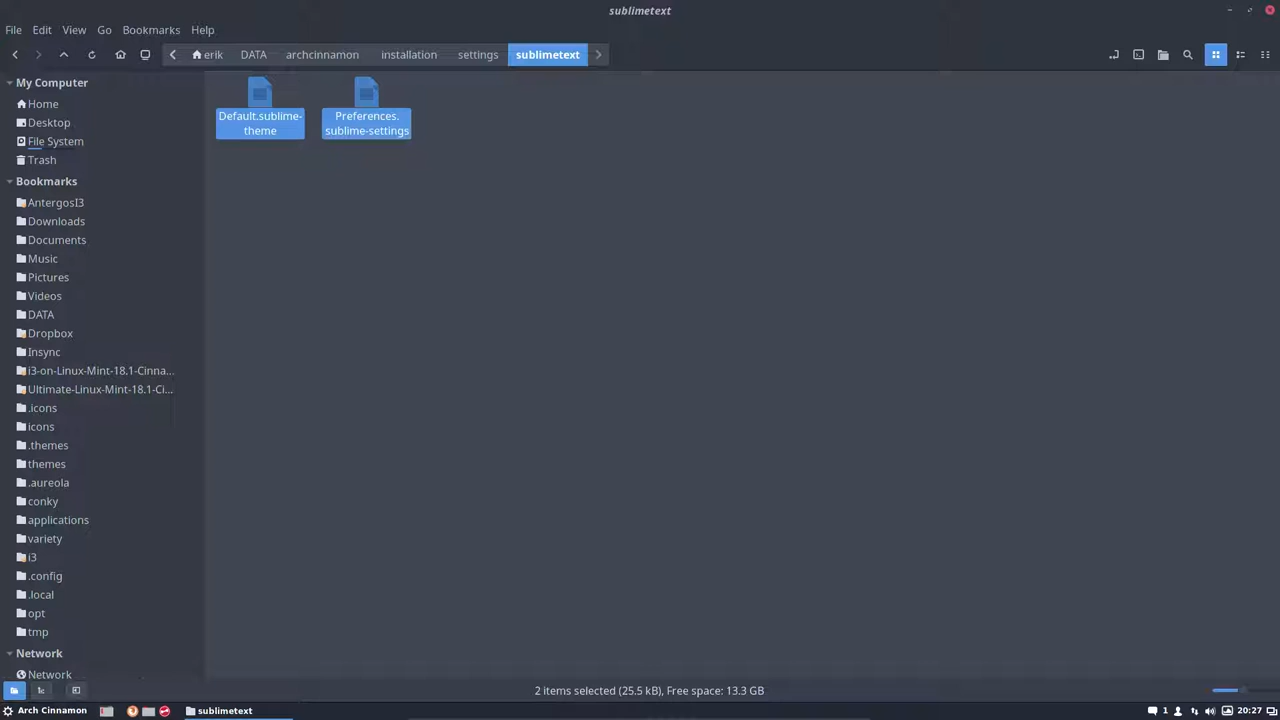 sublimetext
File Edit View Go Bookmarks Help
erik DATA archcinnamon installation settings sublimetext
My Computer
Home
Desktop
File System
Trash
Bookmarks
AntergosI3
Downloads
Documents
Music
Pictures
Videos
DATA
Dropbox
Insync
i3-on-Linux-Mint-18.1-Cinna...
Ultimate-Linux-Mint-18.1-Ci...
.icons
icons
.themes
themes
.aureola
conky
applications
variety
i3
.config
.local
opt
tmp
Network
Network
Default.sublime-
theme
Preferences.
sublime-settings
2 items selected (25.5 kB), Free space: 13.3 GB
Arch Cinnamon sublimetext 1 20:27